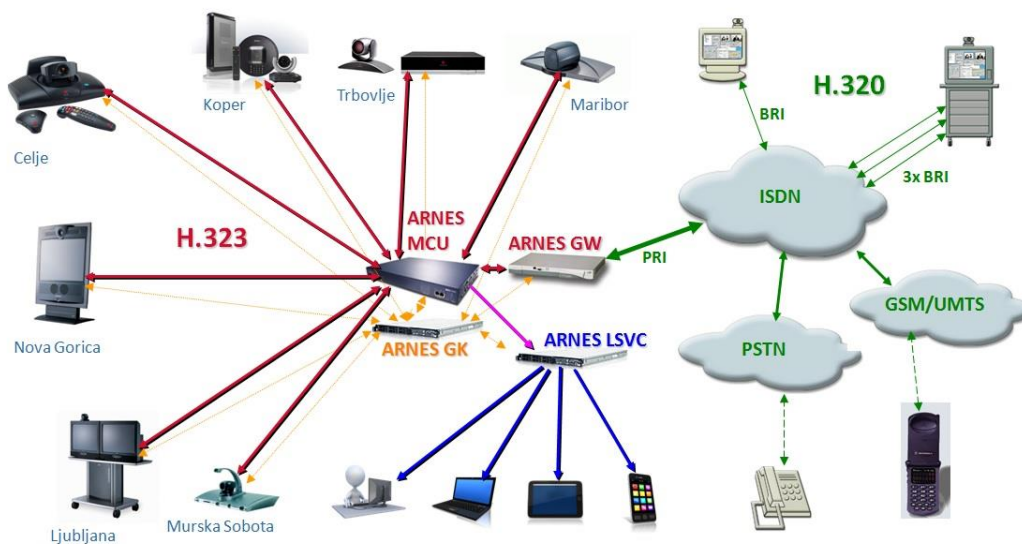 Celje
Koper
Trbovlje
Maribor
H.320
BRI
3x BRI
ISDN
H.323
ARNES
MCU
ARNES GW
PRI
Nova Gorica
ARNES GK
ARNES LSVC
PSTN
GSM/UMTS
Ljubljana
Murska Sobota